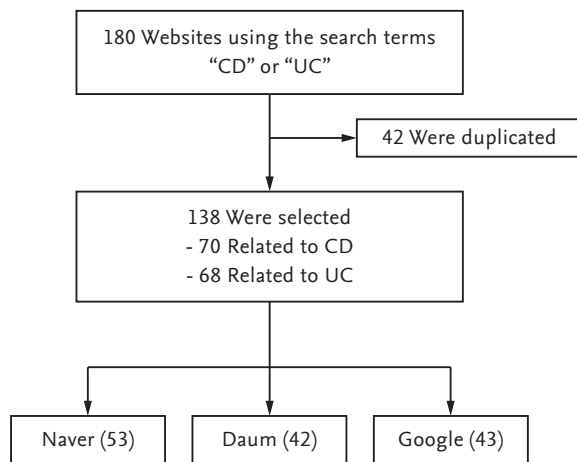 180 Websites using the search terms
“CD” or “UC”
42 Were duplicated
138 Were selected
- 70 Related to CD
- 68 Related to UC
Naver (53)
Daum (42)
Google (43)